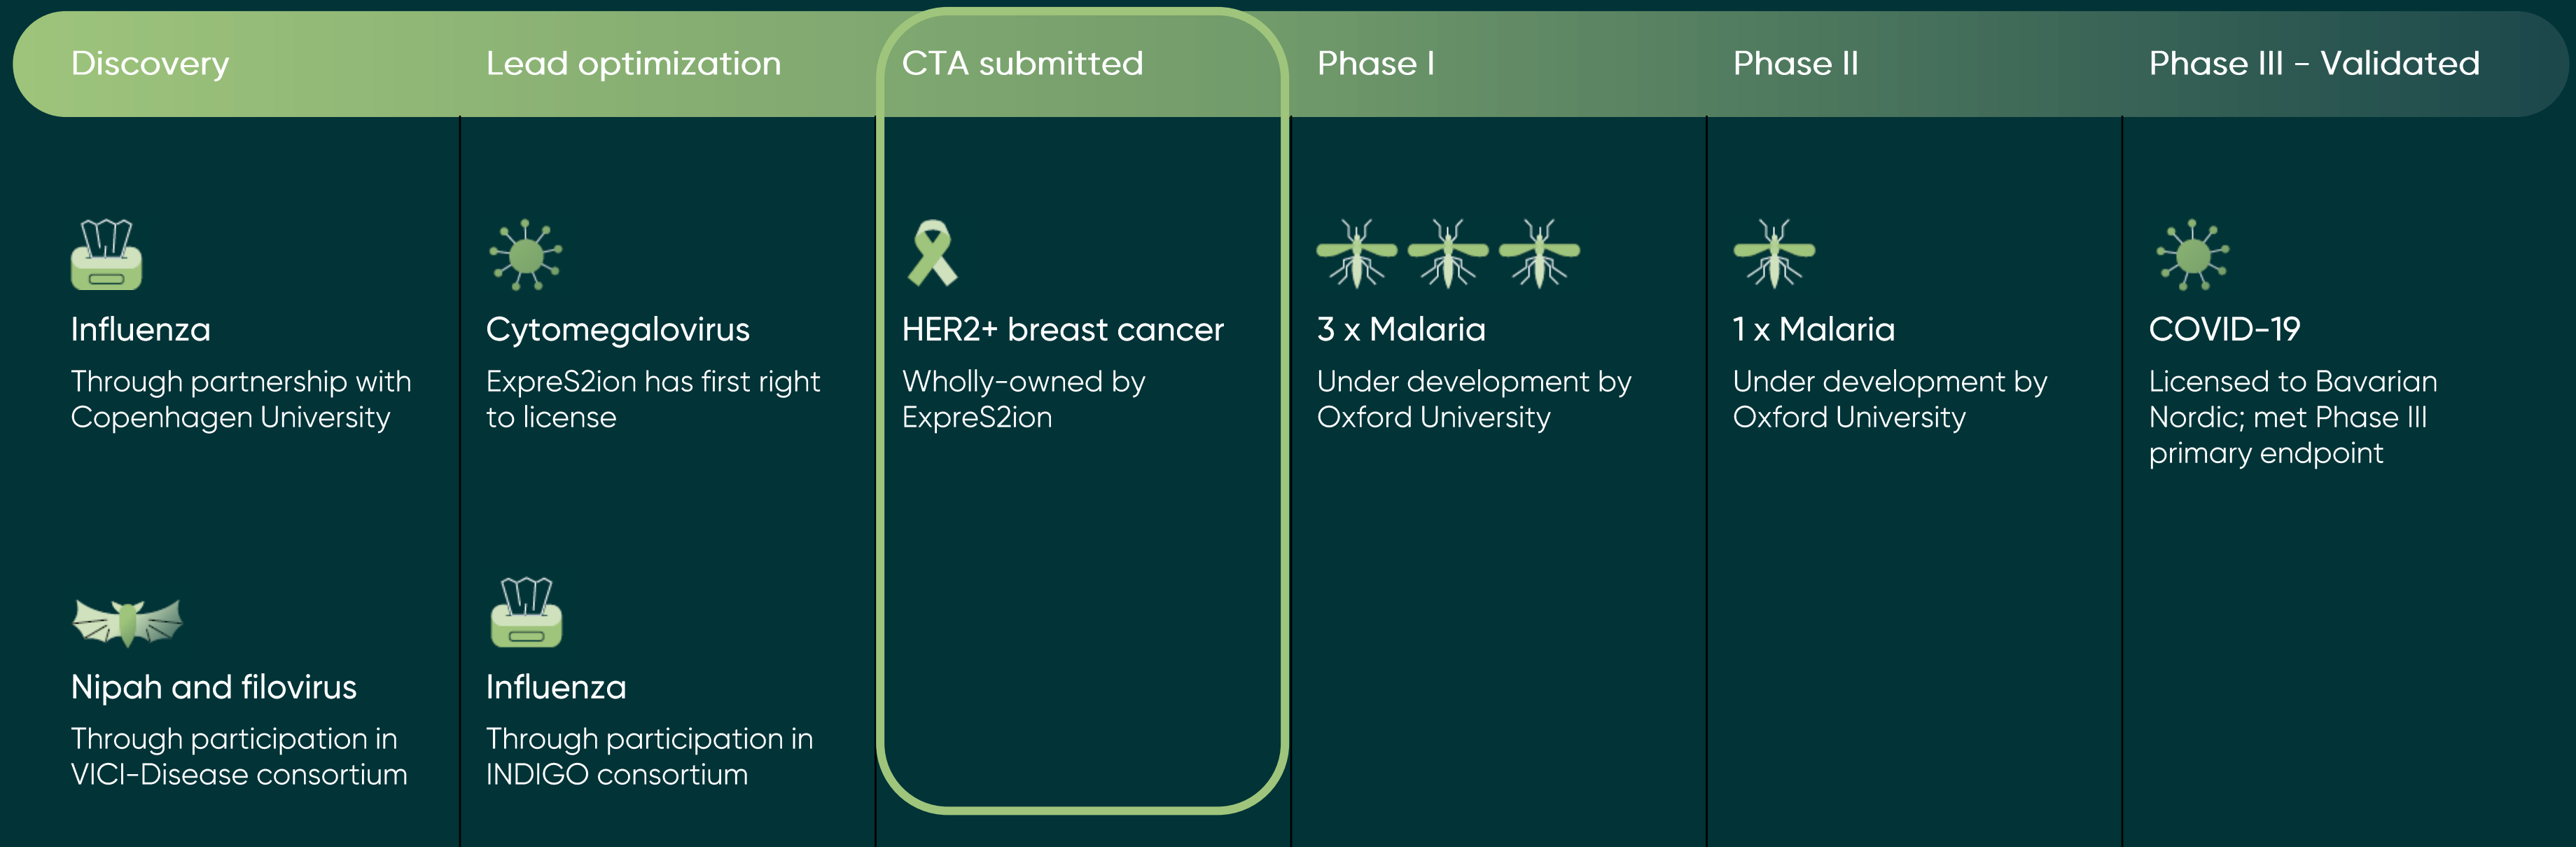 Discovery
Lead optimization
CTA submitted
Phase I
Phase II
Phase III - Validated
Influenza
Through partnership with
Copenhagen University
Cytomegalovirus
ExpreS2ion has first right
to license
HER2+ breast cancer
Wholly-owned by
ExpreS2ion
3 x Malaria
Under development by
Oxford University
1 x Malaria
Under development by
Oxford University
COVID-19
Licensed to Bavarian
Nordic; met Phase III
primary endpoint
Nipah and filovirus
Through participation in
VICI-Disease consortium
Influenza
Through participation in
INDIGO consortium